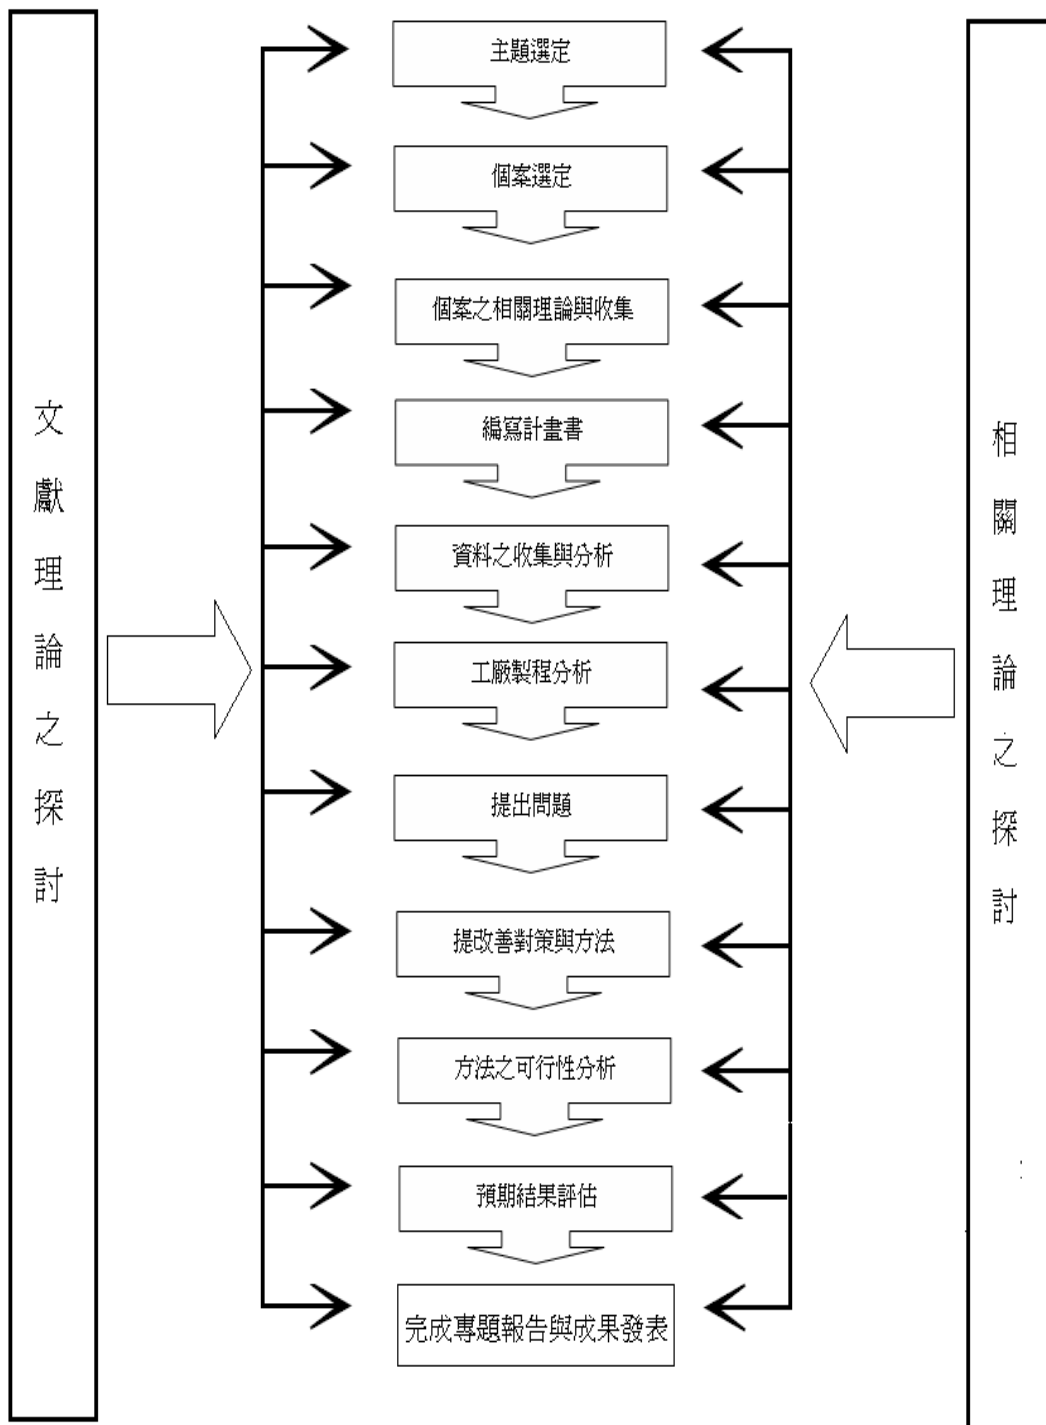 文獻理論之探討
主題選定
個案選定
個案之相關理論與收集
編寫計畫書
資料之收集與分析
工廠製程分析
提出問題
提改善對策與方法
方法之可行性分析
預期結果評估
完成專題報告與成果發表
相關理論之探討